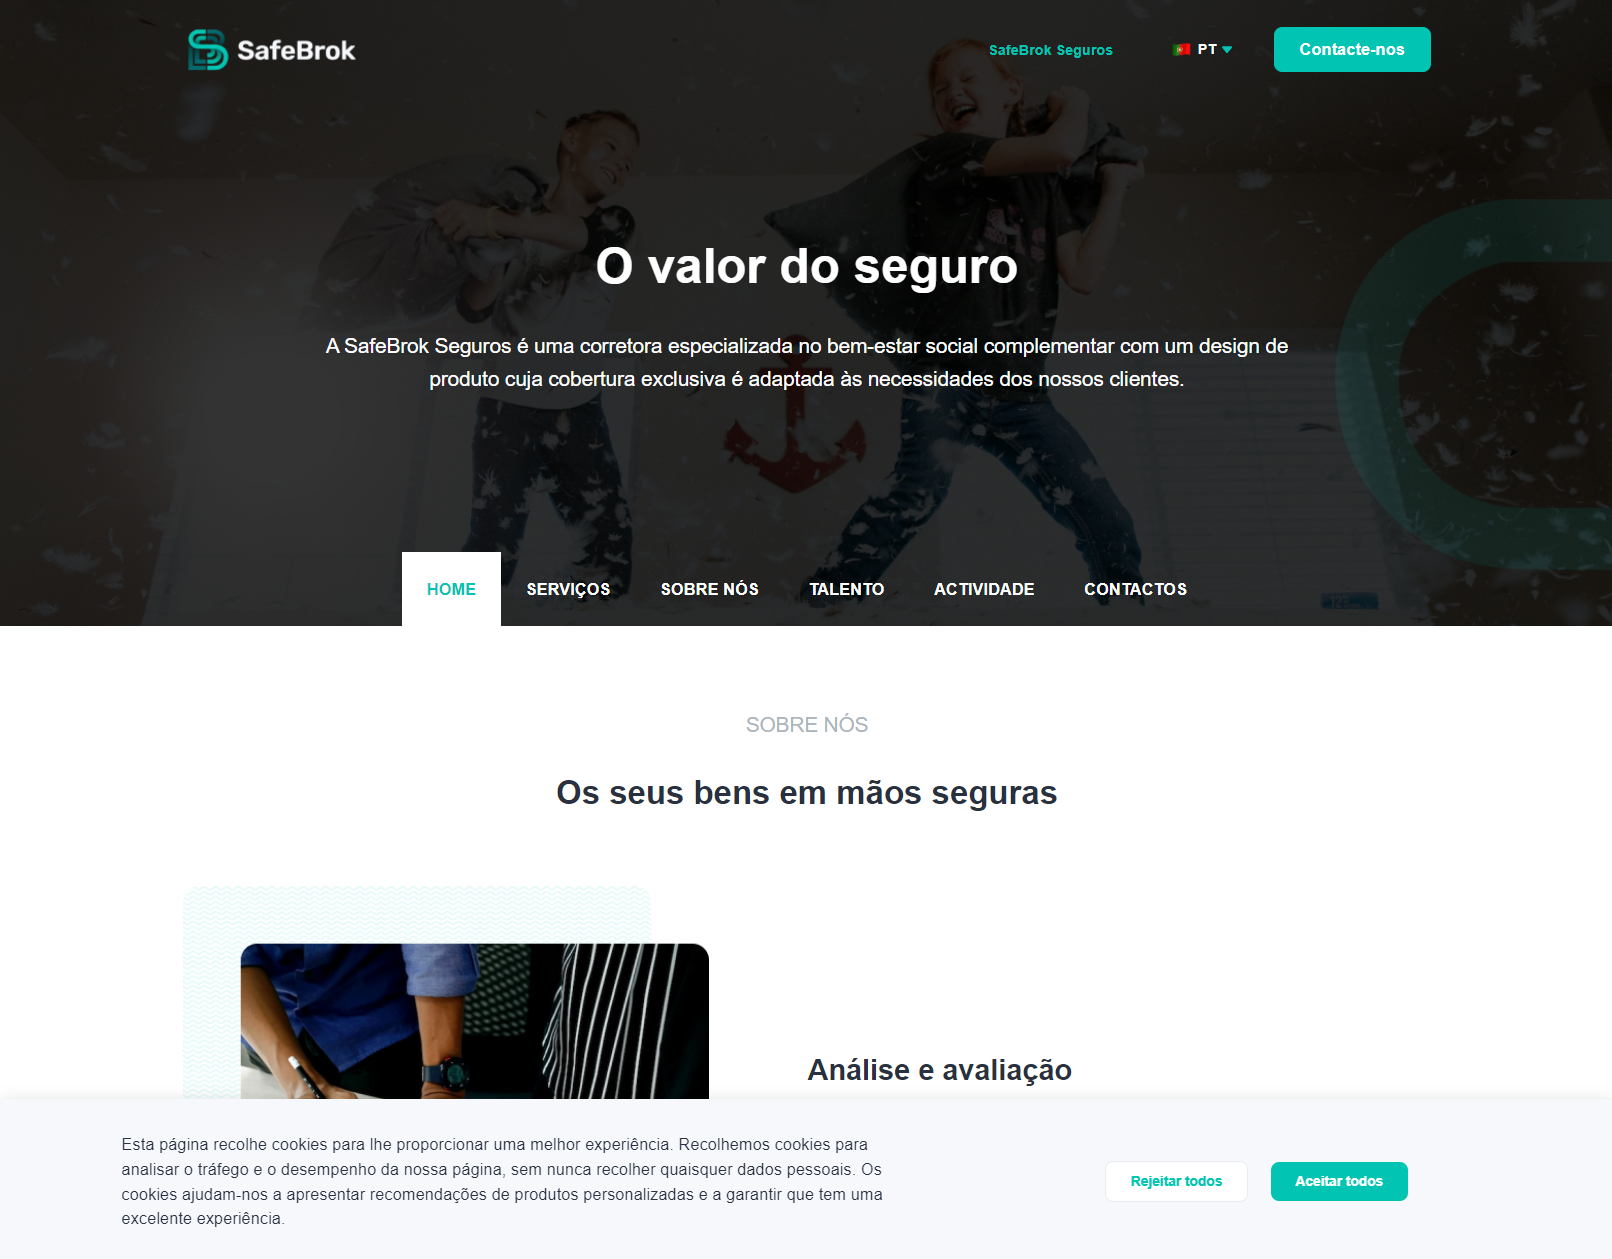 SafeBrok
SafeBrok Seguros
PT
Contacte-nos
O valor do seguro
A SafeBrok Seguros é uma corretora especializada no bem-estar social complementar com um design de
produto cuja cobertura exclusiva é adaptada às necessidades dos nossos clientes.
HOME
SERVIÇOS
SOBRE NÓS
TALENTO
ACTIVIDADE
CONTACTOS
SOBRE NÓS
Os seus bens em mãos seguras
Análise e avaliação
Esta página recolhe cookies para lhe proporcionar uma melhor experiência. Recolhemos cookies para
analisar o tráfego e o desempenho da nossa página, sem nunca recolher quaisquer dados pessoais. Os
cookies ajudam-nos a apresentar recomendações de produtos personalizadas e a garantir que tem uma
excelente experiência.
Rejeitar todos
Aceitar todos